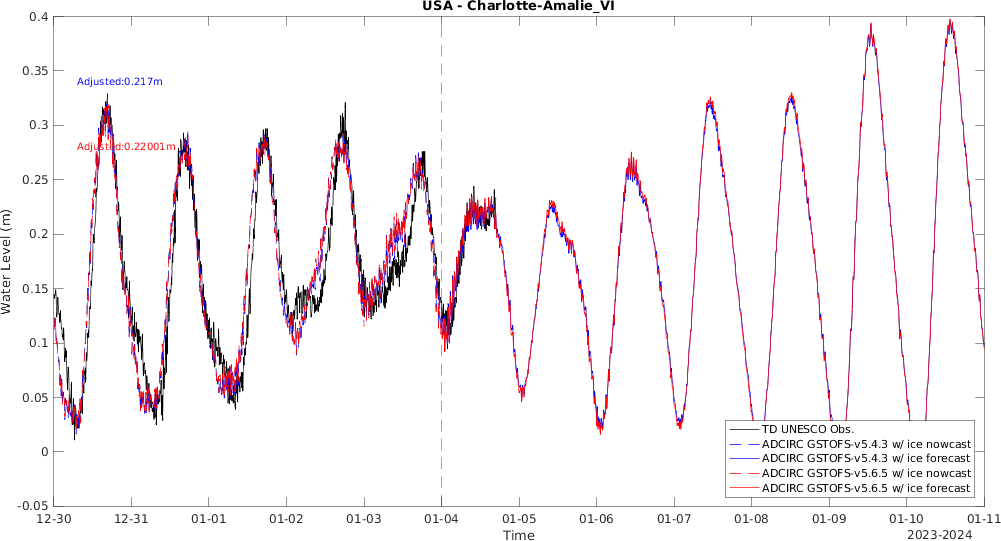 USA - Charlotte-Amalie_VI
0.4
0.35
0.3
0.25
0.2
0.15
0.1
0.05
0
-0.05
Water Level (m)
Adjusted:0.217m
Adjusted:0.22001m
TD UNESCO Obs.
ADCIRC GSTOFS-v5.4.3 w/ ice nowcast
ADCIRC GSTOFS-v5.4.3 w/ ice forecast
ADCIRC GSTOFS-v5.6.5 w/ ice nowcast
ADCIRC GSTOFS-v5.6.5 w/ ice forecast
12-30 12-31 01-01 01-02 01-03 01-04 01-05 01-06 01-07 01-08 01-09 01-10 01-11
Time
2023-2024